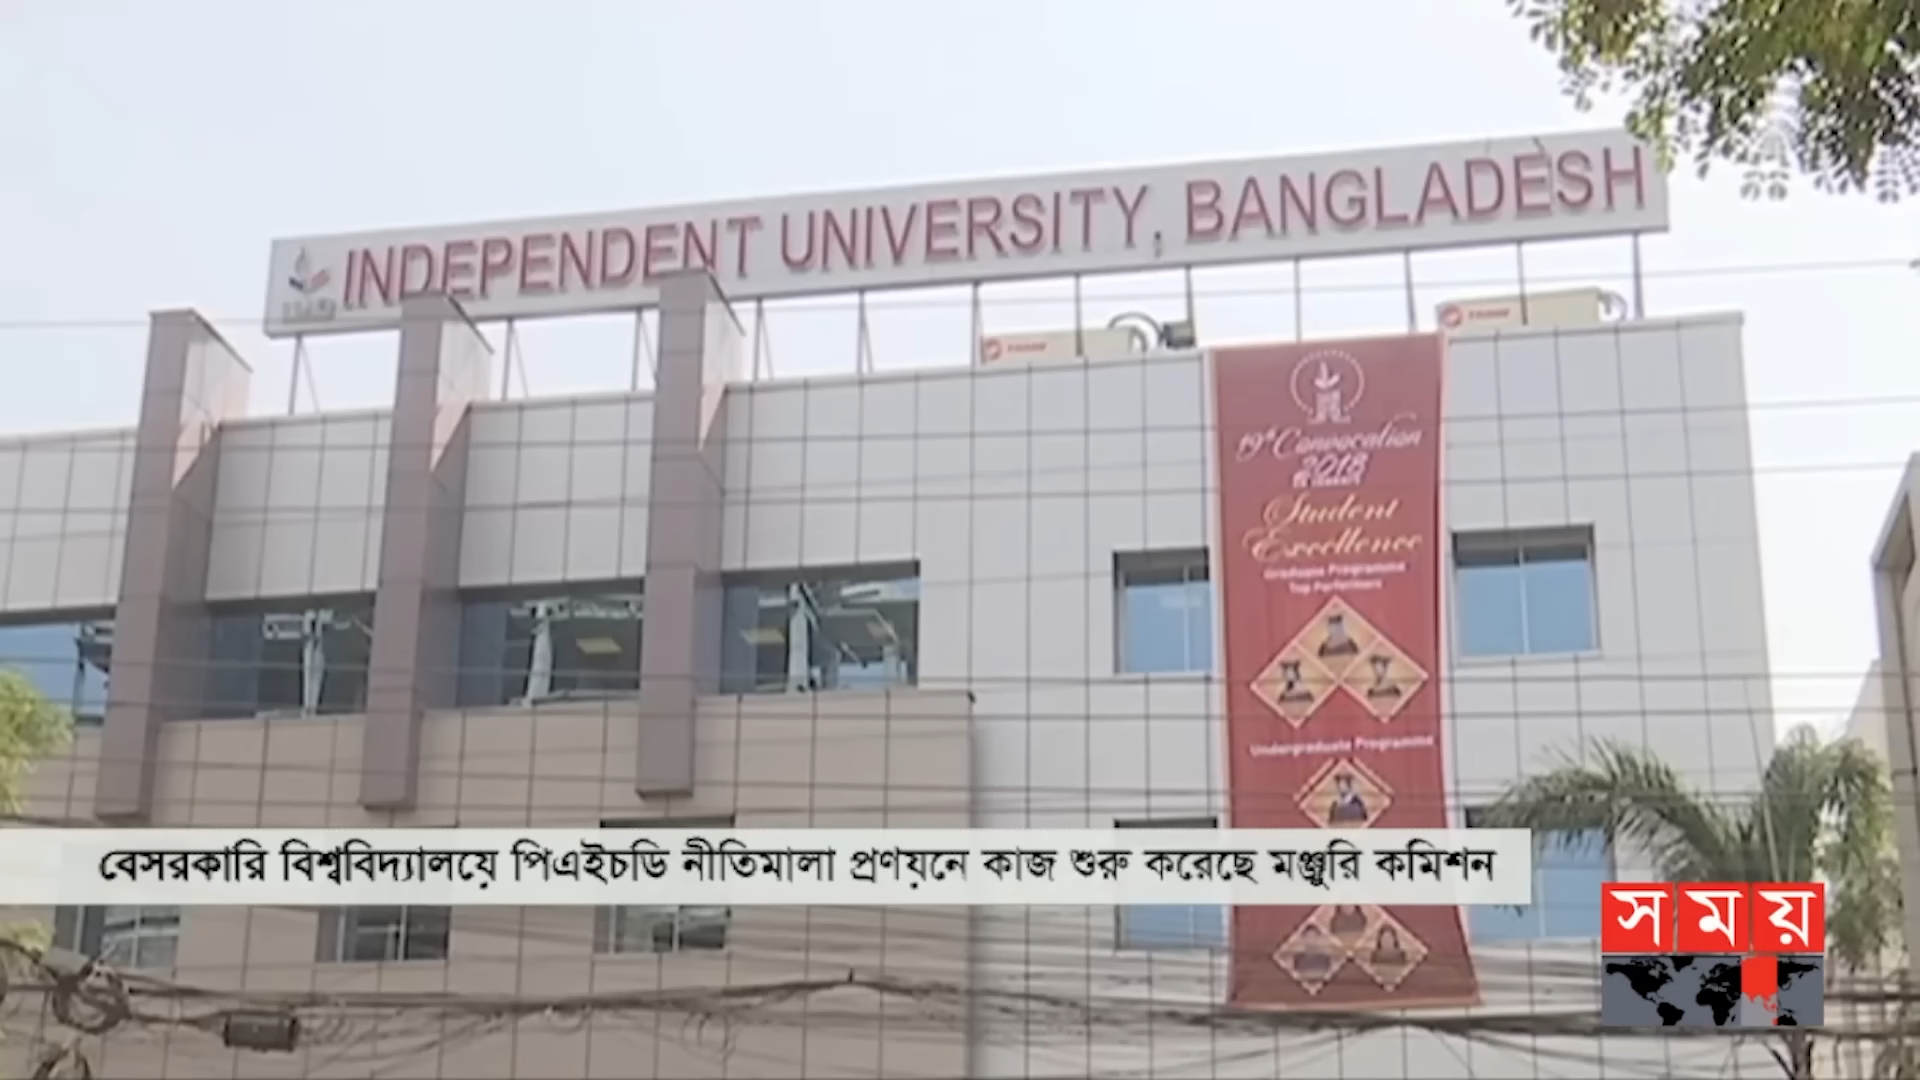 INDEPENDENT UNIVERSITY, BANGLADESH
19th Convocation
2018
Student
Excellence
Graduate Programme
Top Performers
Undergraduate Programme
বেসরকারি বিশ্ববিদ্যালয়ে পিএইচডি নীতিমালা প্রণয়নে কাজ শুরু করেছে মঞ্জুরি কমিশন
সময়